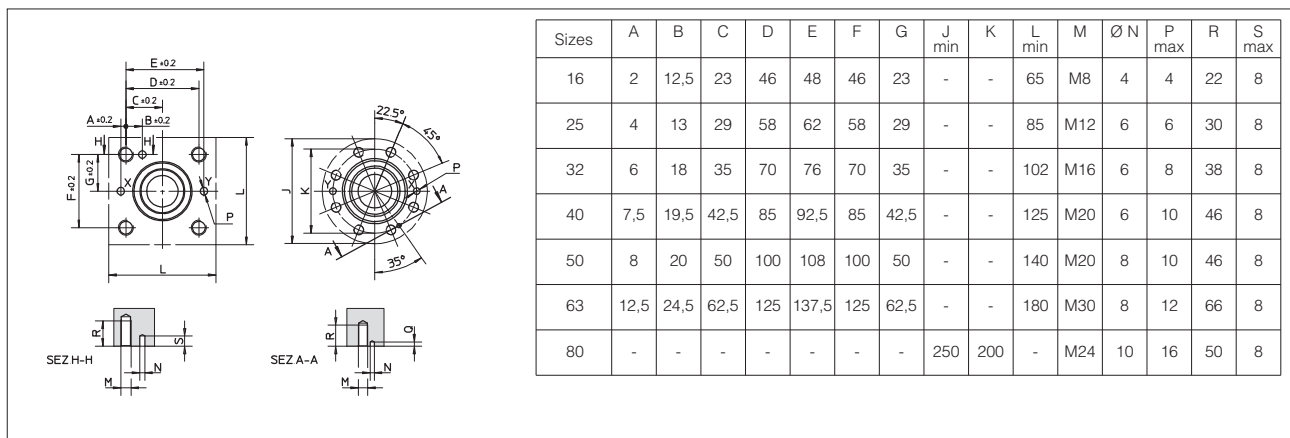 E ±0.2
D ±0.2
C ±0.2
A ±0.2 B ±0.2
H H
F ±0.2
G ±0.2
X Y
P
L
L
22.5°
45°
J
K
P
A
A
35°
R
S
SEZ.H-H
N
M
R
Q
SEZ.A-A
N
M
Sizes A B C D E F G J min K L min M Ø N P max R S max
16 2 12,5 23 46 48 46 23 - - 65 M8 4 4 22 8
25 4 13 29 58 62 58 29 - - 85 M12 6 6 30 8
32 6 18 35 70 76 70 35 - - 102 M16 6 8 38 8
40 7,5 19,5 42,5 85 92,5 85 42,5 - - 125 M20 6 10 46 8
50 8 20 50 100 108 100 50 - - 140 M20 8 10 46 8
63 12,5 24,5 62,5 125 137,5 125 62,5 - - 180 M30 8 12 66 8
80 - - - - - - - 250 200 - M24 10 16 50 8